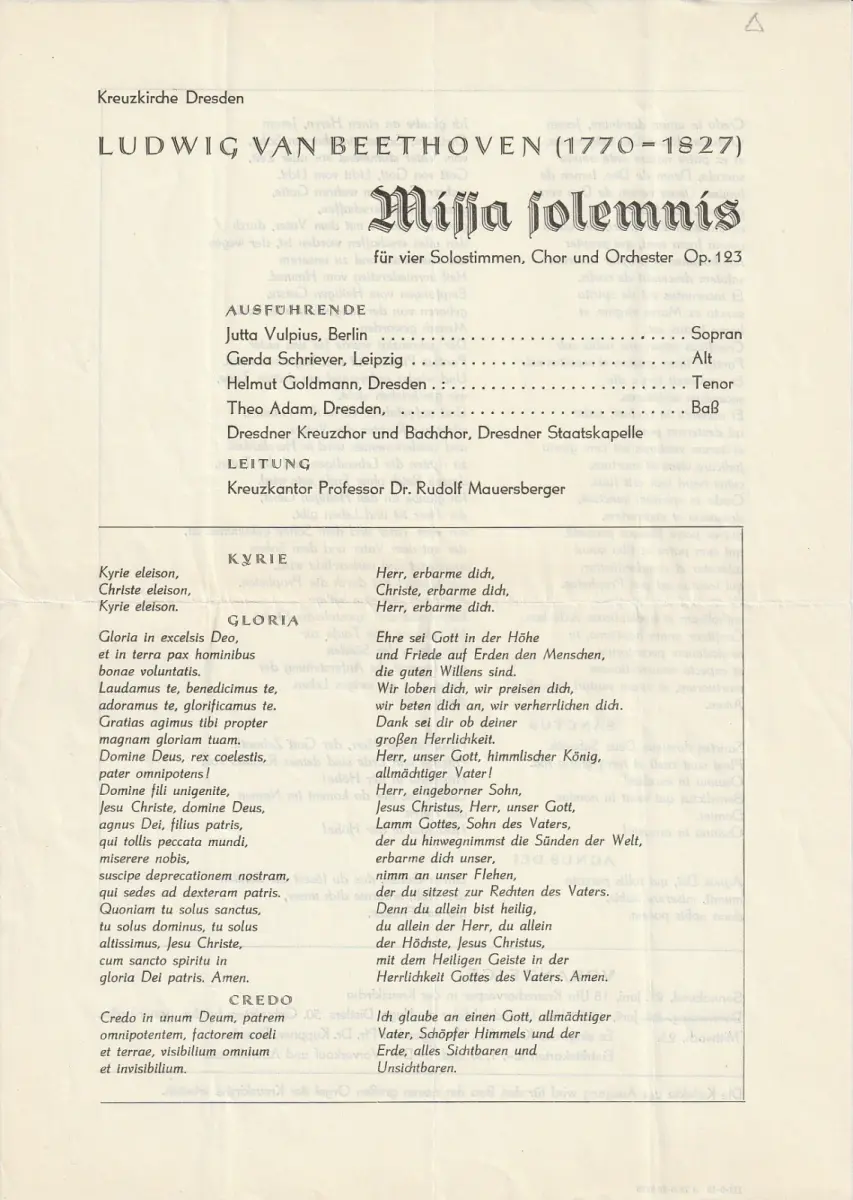 Kreuzkirche Dresden
LUDWIG VAN BEETHOVEN (1770-1827)
Missa solemnis
für vier Solostimmen, Chor und Orchester Op. 123
AUSFÜHRENDE
Jutta Vulpius, Berlin ................................ Sopran
Gerda Schriever, Leipzig ............................. Alt
Helmut Goldmann, Dresden .:......................... Tenor
Theo Adam, Dresden, .............................. Baß
Dresdner Kreuzchor und Bachchor, Dresdner Staatskapelle
LEITUNG
Kreuzkantor Professor Dr. Rudolf Mauersberger
KYRIE
Kyrie eleison,
Christe eleison,
Kyrie eleison.
Herr, erbarme dich,
Christe, erbarme dich,
Herr, erbarme dich.
GLORIA
Gloria in excelsis Deo,
et in terra pax hominibus
bonae voluntatis.
Laudamus te, benedicimus te,
adoramus te, glorificamus te.
Gratias agimus tibi propter
magnam gloriam tuam.
Domine Deus, rex coelestis,
pater omnipotens!
Domine fili unigenite,
Jesu Christe, domine Deus,
agnus Dei, filius patris,
qui tollis peccata mundi,
miserere nobis,
suscipe deprecationem nostram,
qui sedes ad dexteram patris.
Quoniam tu solus sanctus,
tu solus dominus, tu solus
altissimus, Jesu Christe,
cum sancto spiritu in
gloria Dei patris. Amen.
Ehre sei Gott in der Höhe
und Friede auf Erden den Menschen,
die guten Willens sind.
Wir loben dich, wir preisen dich,
wir beten dich an, wir verherrlichen dich.
Dank sei dir ob deiner
großen Herrlichkeit.
Herr, unser Gott, himmlischer König,
allmächtiger Vater!
Herr, eingeborner Sohn,
Jesus Christus, Herr, unser Gott,
Lamm Gottes, Sohn des Vaters,
der du hinwegnimmst die Sünden der Welt,
erbarme dich unser,
nimm an unser Flehen,
der du sitzest zur Rechten des Vaters.
Denn du allein bist heilig,
du allein der Herr, du allein
der Höchste, Jesus Christus,
mit dem Heiligen Geiste in der
Herrlichkeit Gottes des Vaters. Amen.
CREDO
Credo in unum Deum, patrem
omnipotentem, factorem coeli
et terrae, visibilium omnium
et invisibilium.
Ich glaube an einen Gott, allmächtiger
Vater, Schöpfer Himmels und der
Erde, alles Sichtbaren und
Unsichtbaren.